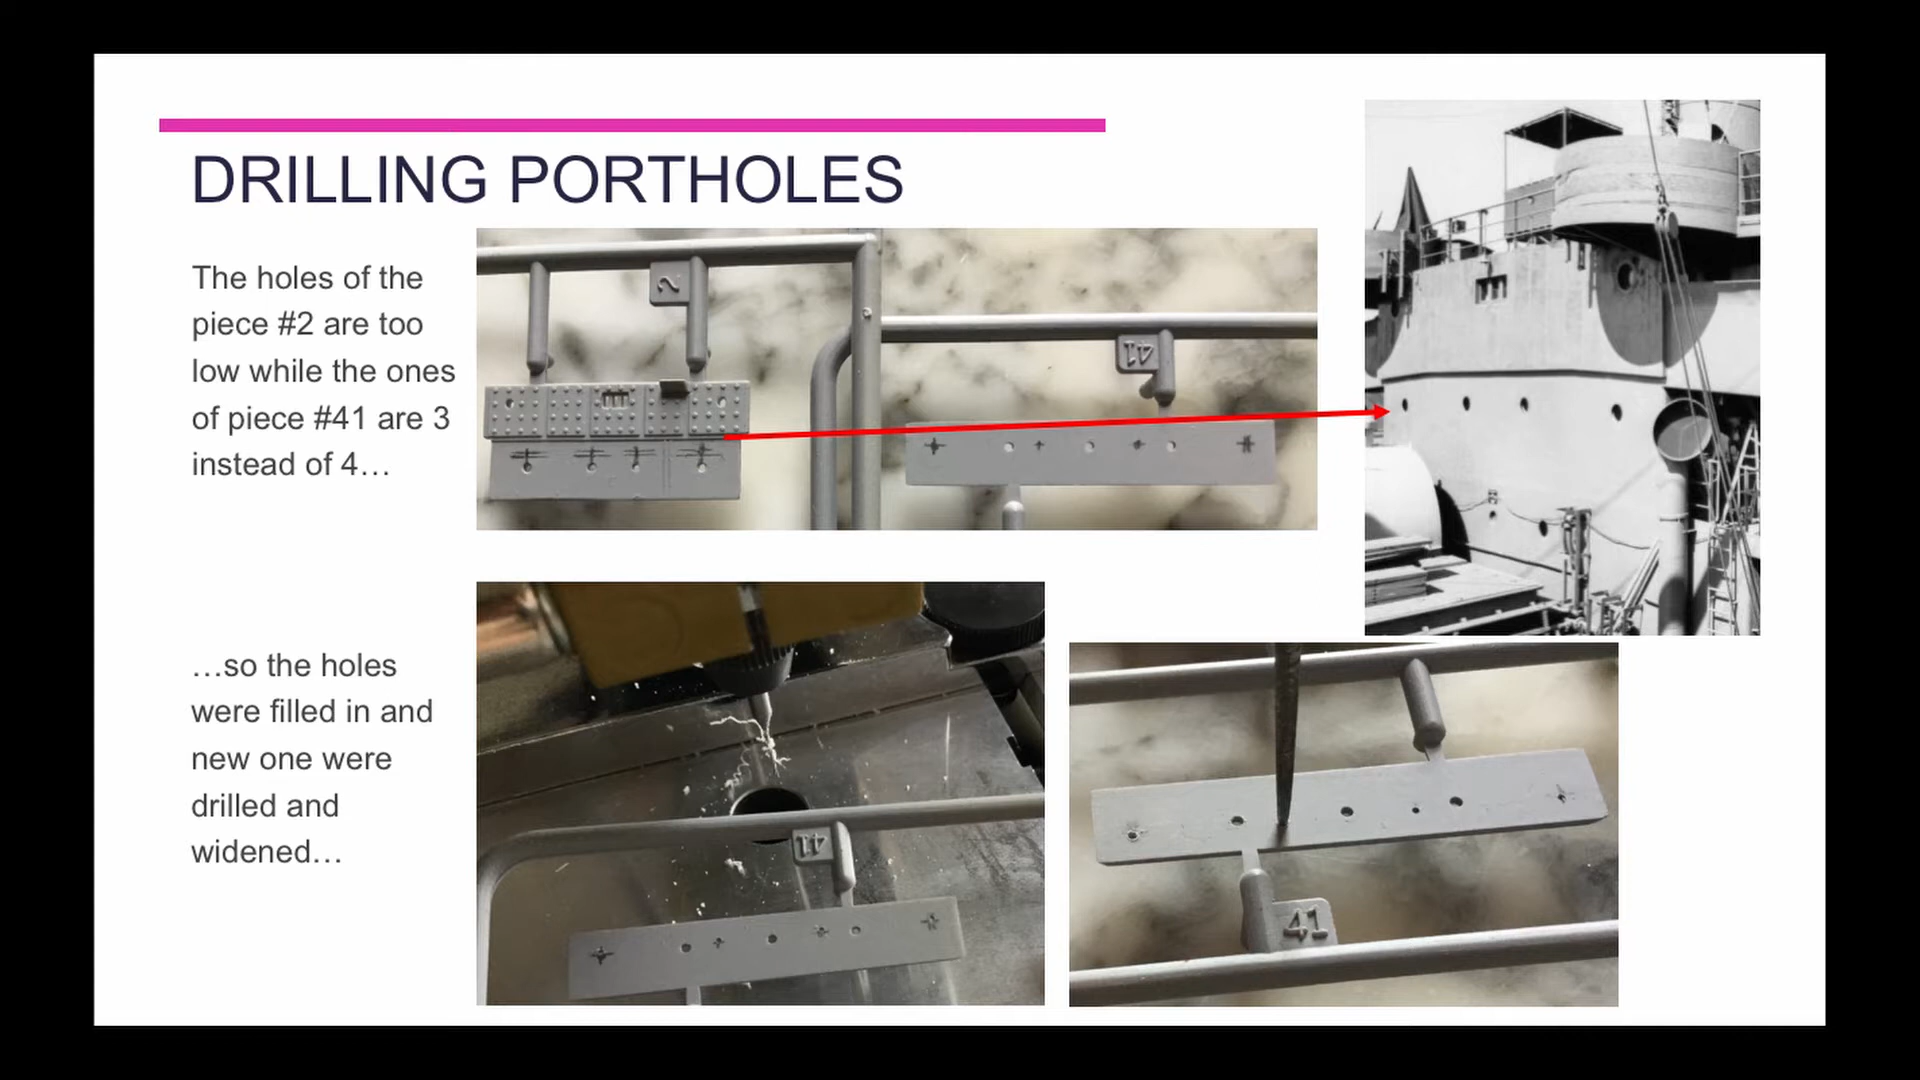 DRILLING PORTHOLES
The holes of the
piece #2 are too
low while the ones
of piece #41 are 3
instead of 4…
2
41
…so the holes
were filled in and
new one were
drilled and
widened…
41
41